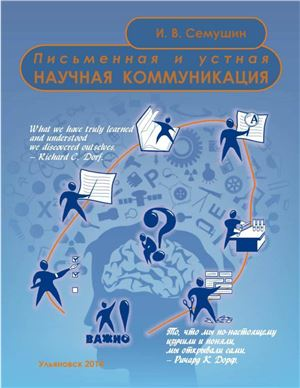 И. В. Семушин
Письменная и устная
НАУЧНАЯ КОММУНИКАЦИЯ
What we have truly learned
and understood
we discovered outselves.
– Richard C. Dorf.
A
?
ВАЖНО
То, что мы по-настоящему
изучили и поняли,
мы открывали сами.
– Ричард К. Дорф.
Ульяновск 2014